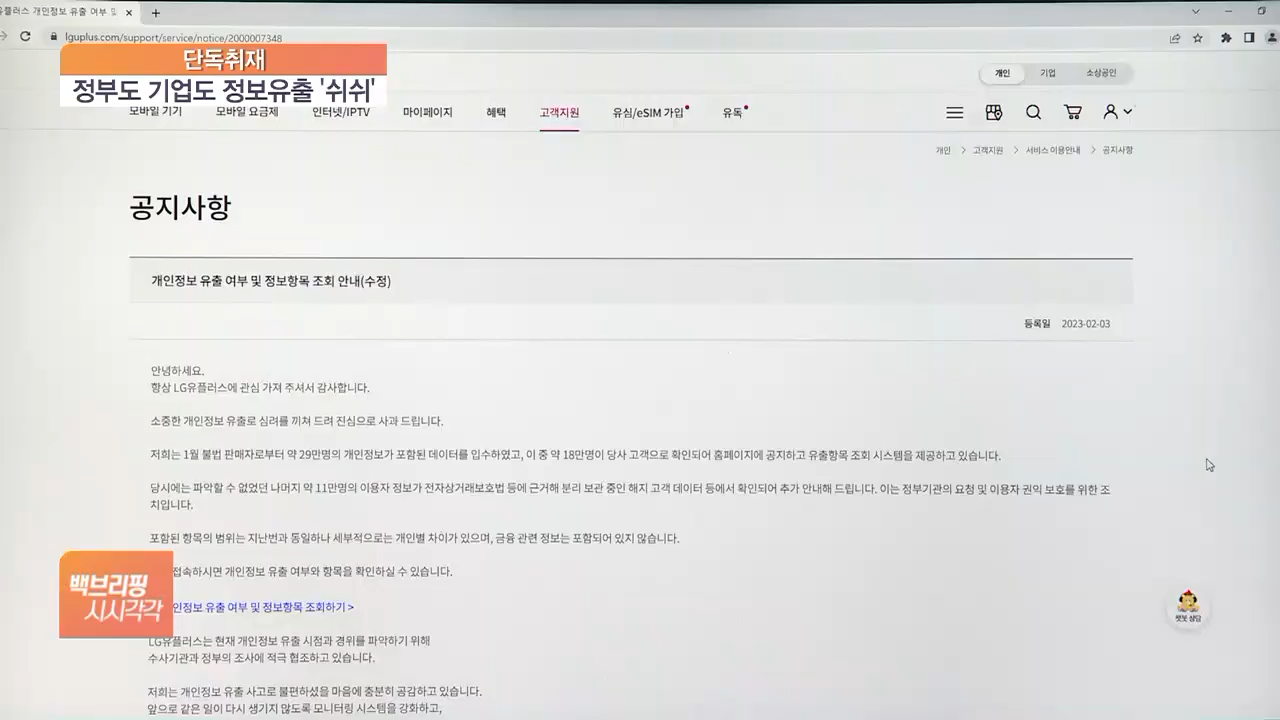 유플러스 개인정보 유출 여부 및
lguplus.com/support/service/notice/2000007348
단독취재
정부도 기업도 정보유출 '쉬쉬'
개인 기업 소상공인
모바일 기기 모바일 요금제 인터넷/IPTV 마이페이지 혜택 고객지원 유심/eSIM 가입 유독
개인 > 고객지원 > 서비스 이용안내 > 공지사항
공지사항
개인정보 유출 여부 및 정보항목 조회 안내(수정)
등록일 2023-02-03
안녕하세요.
항상 LG유플러스에 관심 가져 주셔서 감사합니다.
소중한 개인정보 유출로 심려를 끼쳐 드려 진심으로 사과 드립니다.
저희는 1월 불법 판매자로부터 약 29만명의 개인정보가 포함된 데이터를 입수하였고, 이 중 약 18만명이 당사 고객으로 확인되어 홈페이지에 공지하고 유출항목 조회 시스템을 제공하고 있습니다.
당시에는 파악할 수 없었던 나머지 약 11만명의 이용자 정보가 전자상거래보호법 등에 근거해 분리 보관 중인 해지 고객 데이터 등에서 확인되어 추가 안내해 드립니다. 이는 정부기관의 요청 및 이용자 권익 보호를 위한 조
치입니다.
포함된 항목의 범위는 지난번과 동일하나 세부적으로는 개인별 차이가 있으며, 금융 관련 정보는 포함되어 있지 않습니다.
접속하시면 개인정보 유출 여부와 항목을 확인하실 수 있습니다.
인정보 유출 여부 및 정보항목 조회하기 >
백브리핑
시시각각
챗봇 상담
LG유플러스는 현재 개인정보 유출 시점과 경위를 파악하기 위해
수사기관과 정부의 조사에 적극 협조하고 있습니다.
저희는 개인정보 유출 사고로 불편하셨을 마음에 충분히 공감하고 있습니다.
앞으로 같은 일이 다시 생기지 않도록 모니터링 시스템을 강화하고,